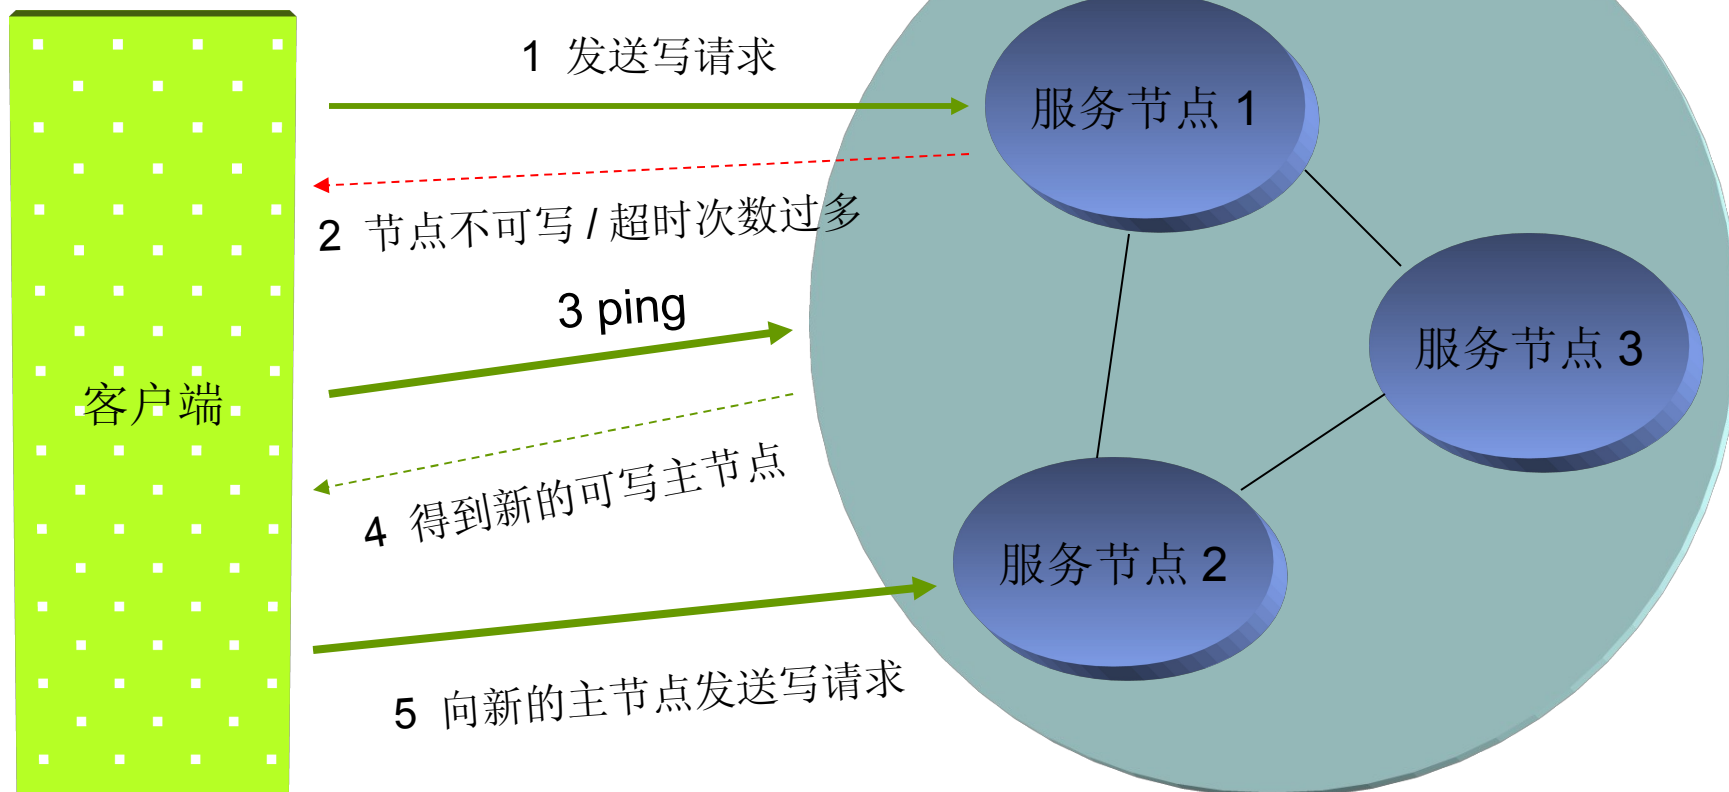 1 发送写请求
服务节点 1
2 节点不可写 / 超时次数过多
3 ping
服务节点 3
客户端
4 得到新的可写主节点
服务节点 2
5 向新的主节点发送写请求